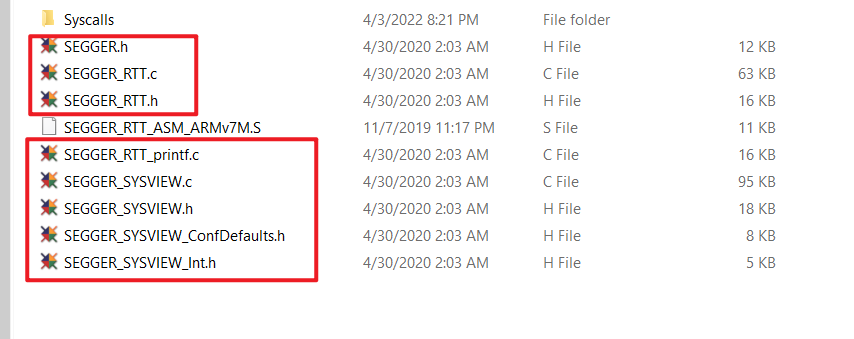 Syscalls 4/3/2022 8:21 PM File folder
SEGGER.h 4/30/2020 2:03 AM H File 12 KB
SEGGER_RTT.c 4/30/2020 2:03 AM C File 63 KB
SEGGER_RTT.h 4/30/2020 2:03 AM H File 16 KB
SEGGER_RTT_ASM_ARMv7M.S 11/7/2019 11:17 PM S File 11 KB
SEGGER_RTT_printf.c 4/30/2020 2:03 AM C File 16 KB
SEGGER_SYSVIEW.c 4/30/2020 2:03 AM C File 95 KB
SEGGER_SYSVIEW.h 4/30/2020 2:03 AM H File 18 KB
SEGGER_SYSVIEW_ConfDefaults.h 4/30/2020 2:03 AM H File 8 KB
SEGGER_SYSVIEW_Int.h 4/30/2020 2:03 AM H File 5 KB